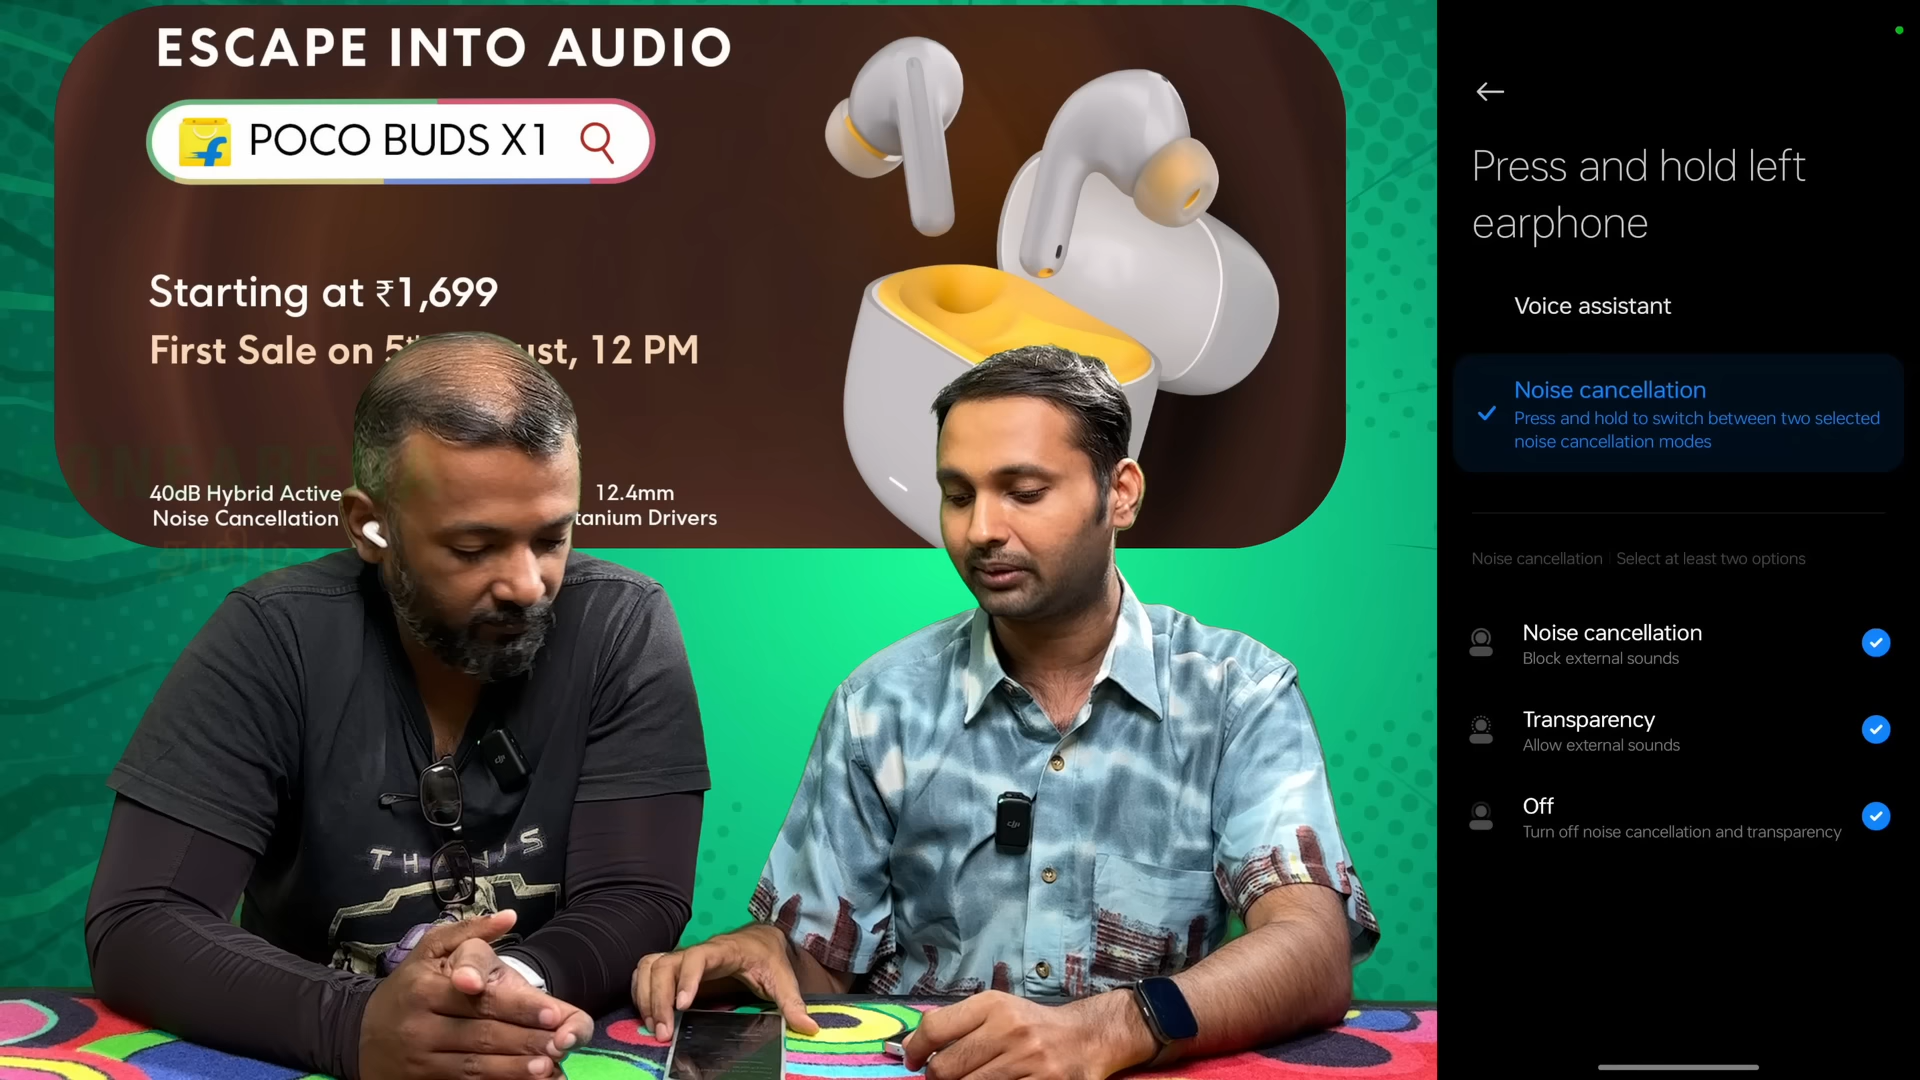 ESCAPE INTO AUDIO
POCO BUDS X1
Starting at ₹1,699
First Sale on 5 ust, 12 PM
40dB Hybrid Active
Noise Cancellation
12.4mm
tanium Drivers
THANOS
Press and hold left
earphone
Voice assistant
Noise cancellation
Press and hold to switch between two selected
noise cancellation modes
Noise cancellation | Select at least two options
Noise cancellation
Block external sounds
Transparency
Allow external sounds
Off
Turn off noise cancellation and transparency